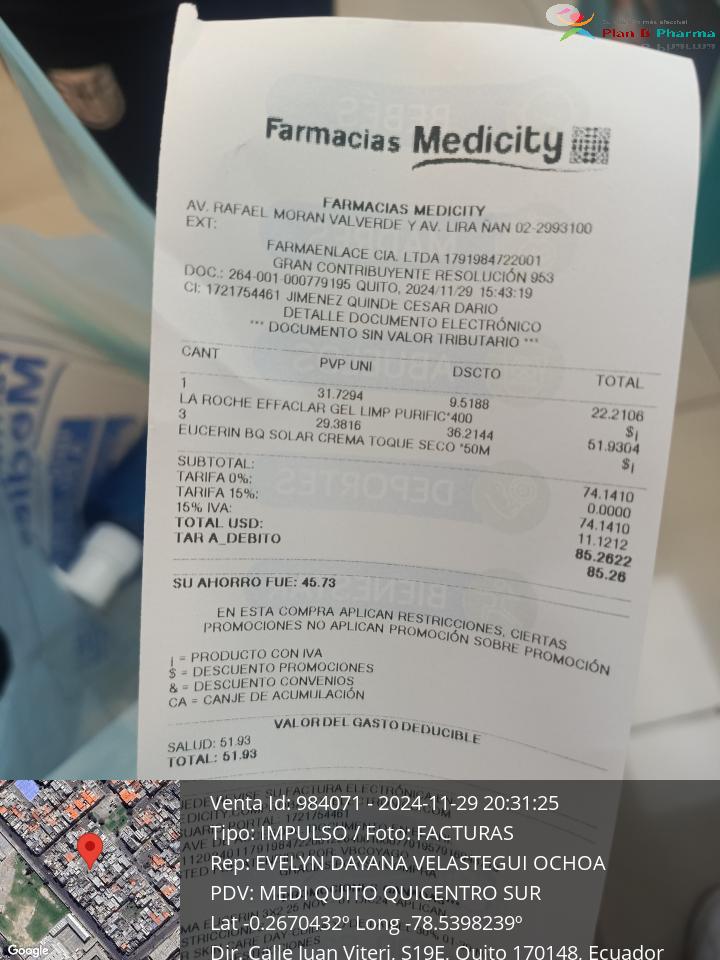 Plan B Pharma
Farmacias Medicity
FARMACIAS MEDICITY
AV. RAFAEL MORAN VALVERDE Y AV. LIRA ÑAN 02-2993100
EXT:
FARMAENLACE CIA. LTDA 1791984722001
GRAN CONTRIBUYENTE RESOLUCIÓN 953
DOC.: 264-001-000779195 QUITO, 2024/11/29 15:43:19
CI: 1721754461 JIMENEZ QUINDE CESAR DARIO
DETALLE DOCUMENTO ELECTRÓNICO
*** DOCUMENTO SIN VALOR TRIBUTARIO ***
CANT PVP UNI DSCTO TOTAL
1 31.7294 9.5188 22.2106
LA ROCHE EFFACLAR GEL LIMP PURIFIC*400 $¡
3 29.3816 36.2144 51.9304
EUCERIN BQ SOLAR CREMA TOQUE SECO *50M $¡
SUBTOTAL: 74.1410
TARIFA 0%: 0.0000
TARIFA 15%: 74.1410
15% IVA: 11.1212
TOTAL USD: 85.2622
TAR A_DEBITO 85.26
SU AHORRO FUE: 45.73
EN ESTA COMPRA APLICAN RESTRICCIONES, CIERTAS
PROMOCIONES NO APLICAN PROMOCIÓN SOBRE PROMOCIÓN
¡ = PRODUCTO CON IVA
$ = DESCUENTO PROMOCIONES
& = DESCUENTO CONVENIOS
CA = CANJE DE ACUMULACIÓN
VALOR DEL GASTO DEDUCIBLE
SALUD: 51.93
TOTAL: 51.93
Venta Id: 984071 - 2024-11-29 20:31:25
Tipo: IMPULSO / Foto: FACTURAS
Rep: EVELYN DAYANA VELASTEGUI OCHOA
PDV: MEDI QUITO QUICENTRO SUR
Lat -0.2670432º Long -78.5398239º
Dir. Calle Juan Viteri, S19E, Quito 170148, Ecuador
Google